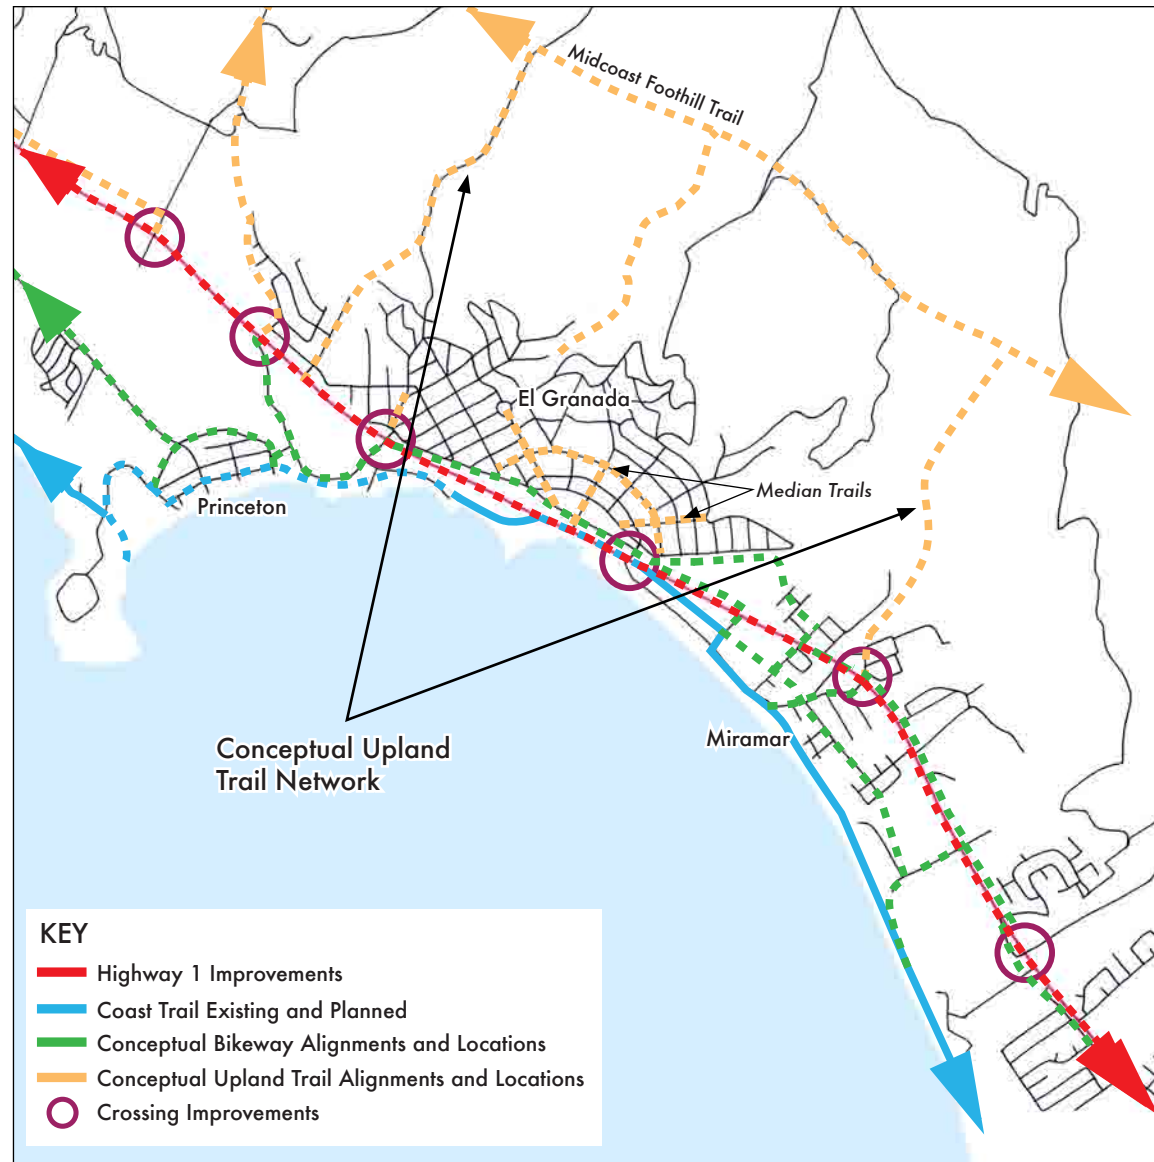 Midcoast Foothill Trail
El Granada
Median Trails
Princeton
Miramar
Conceptual Upland
Trail Network
KEY
Highway 1 Improvements
Coast Trail Existing and Planned
Conceptual Bikeway Alignments and Locations
Conceptual Upland Trail Alignments and Locations
Crossing Improvements